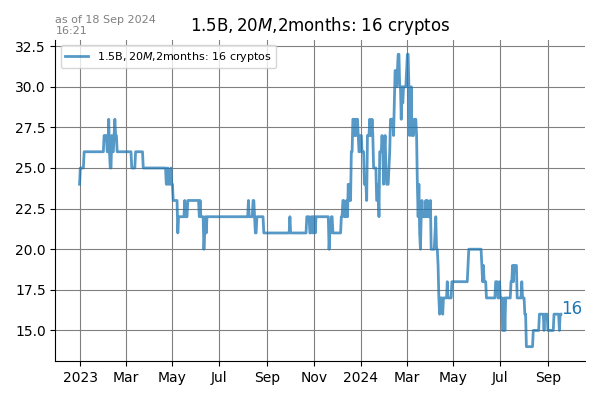 as of 18 Sep 2024
16:21
1.5B, 20M,2months: 16 cryptos
1.5B, 20M,2months: 16 cryptos
32.5
30.0
27.5
25.0
22.5
20.0
17.5
15.0
16
2023 Mar May Jul Sep Nov 2024 Mar May Jul Sep